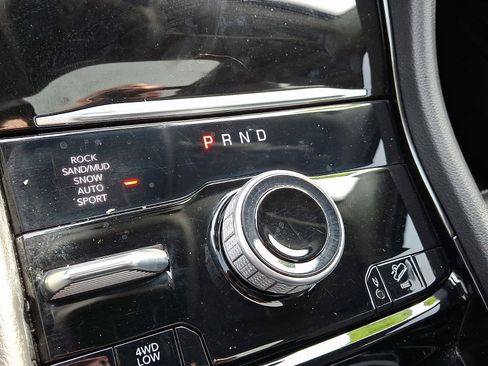 P R N D
ROCK
SAND/MUD
SNOW
AUTO
SPORT
4WD
LOW